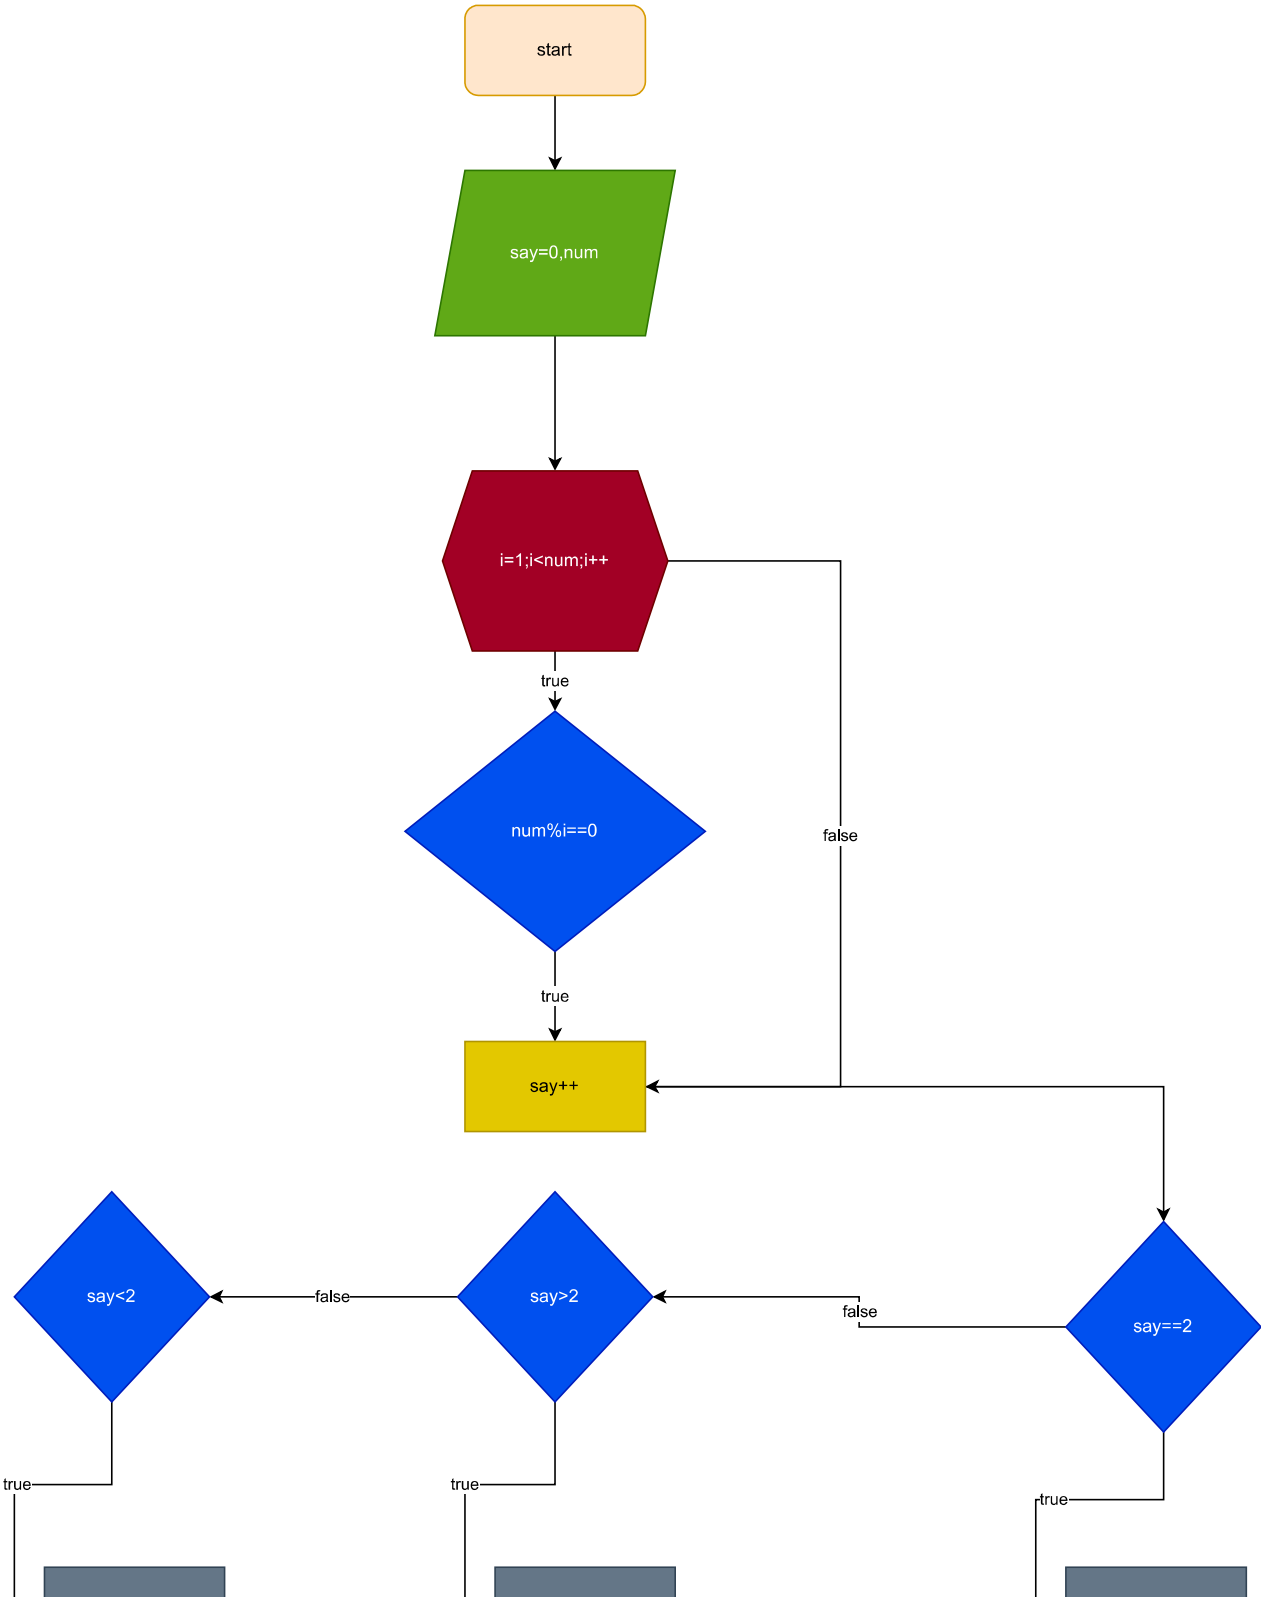 start
say=0,num
i=1;i<num;i++
true
num%i==0
false
true
say++
say<2
false
say>2
false
say==2
true
true
true